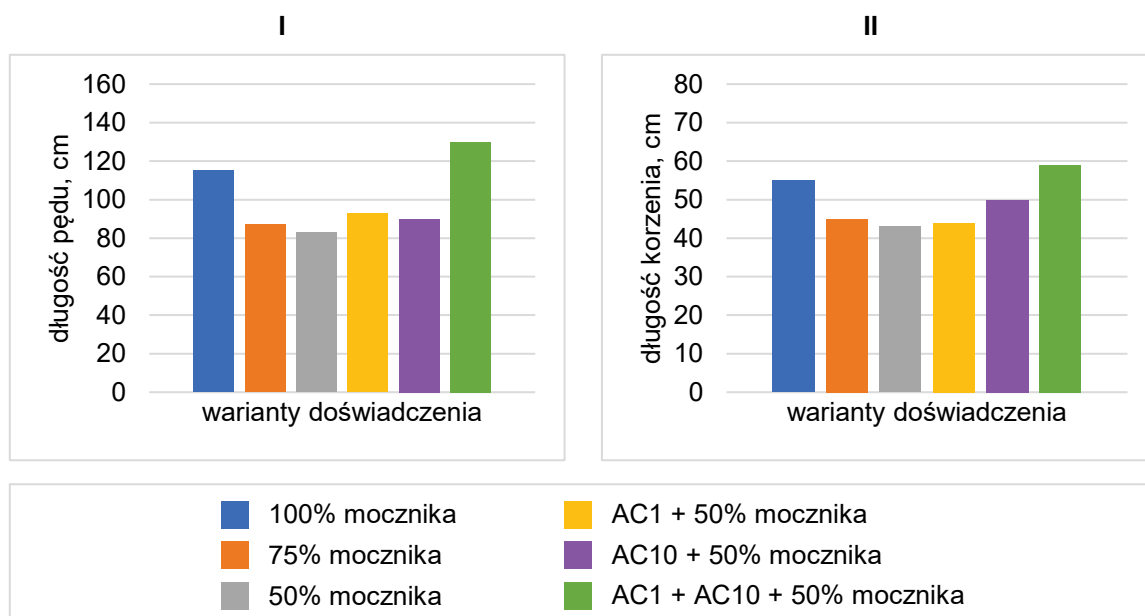 I
długość pędu, cm
160
140
120
100
80
60
40
20
0
warianty doświadczenia
II
długość korzenia, cm
80
70
60
50
40
30
20
10
0
warianty doświadczenia
100% mocznika
75% mocznika
50% mocznika
AC1 + 50% mocznika
AC10 + 50% mocznika
AC1 + AC10 + 50% mocznika